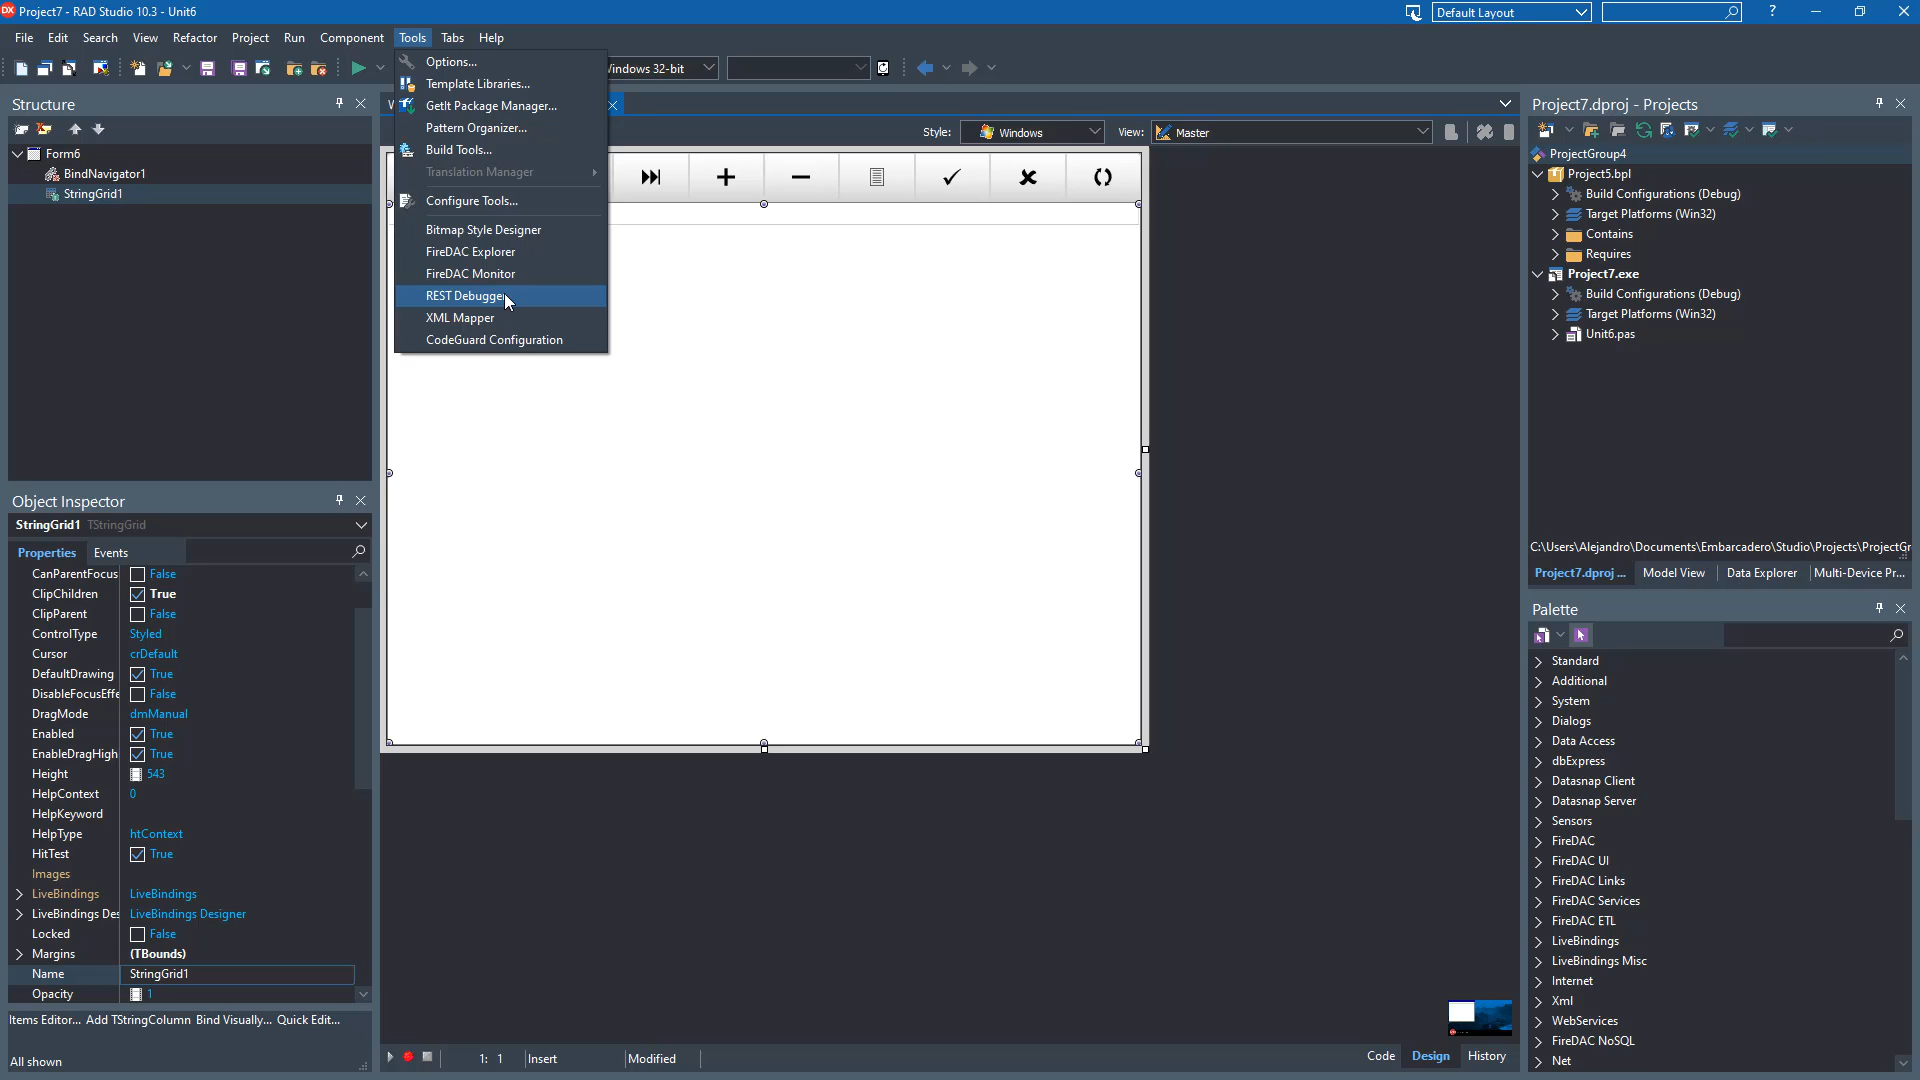 Project7 - RAD Studio 10.3 - Unit6
Default Layout
File Edit Search View Refactor Project Run Component Tools Tabs Help
Windows 32-bit
Options...
Template Libraries...
GetIt Package Manager...
Pattern Organizer...
Build Tools...
Translation Manager
Configure Tools...
Bitmap Style Designer
FireDAC Explorer
FireDAC Monitor
REST Debugger
XML Mapper
CodeGuard Configuration
Structure
Form6
BindNavigator1
StringGrid1
Style: Windows View: Master
Object Inspector
StringGrid1 TStringGrid
Properties Events
CanParentFocus False
ClipChildren True
ClipParent False
ControlType Styled
Cursor crDefault
DefaultDrawing True
DisableFocusEffe False
DragMode dmManual
Enabled True
EnableDragHigh True
Height 543
HelpContext 0
HelpKeyword
HelpType htContext
HitTest True
Images
LiveBindings LiveBindings
LiveBindings Des LiveBindings Designer
Locked False
Margins (TBounds)
Name StringGrid1
Opacity 1
Items Editor... Add TStringColumn Bind Visually... Quick Edit...
All shown
1: 1 Insert Modified
Code Design History
Project7.dproj - Projects
ProjectGroup4
Project5.bpl
Build Configurations (Debug)
Target Platforms (Win32)
Contains
Requires
Project7.exe
Build Configurations (Debug)
Target Platforms (Win32)
Unit6.pas
C:\Users\Alejandro\Documents\Embarcadero\Studio\Projects\ProjectGr
Project7.dproj ... Model View Data Explorer Multi-Device Pr...
Palette
Standard
Additional
System
Dialogs
Data Access
dbExpress
Datasnap Client
Datasnap Server
Sensors
FireDAC
FireDAC UI
FireDAC Links
FireDAC Services
FireDAC ETL
LiveBindings
LiveBindings Misc
Internet
Xml
WebServices
FireDAC NoSQL
Net